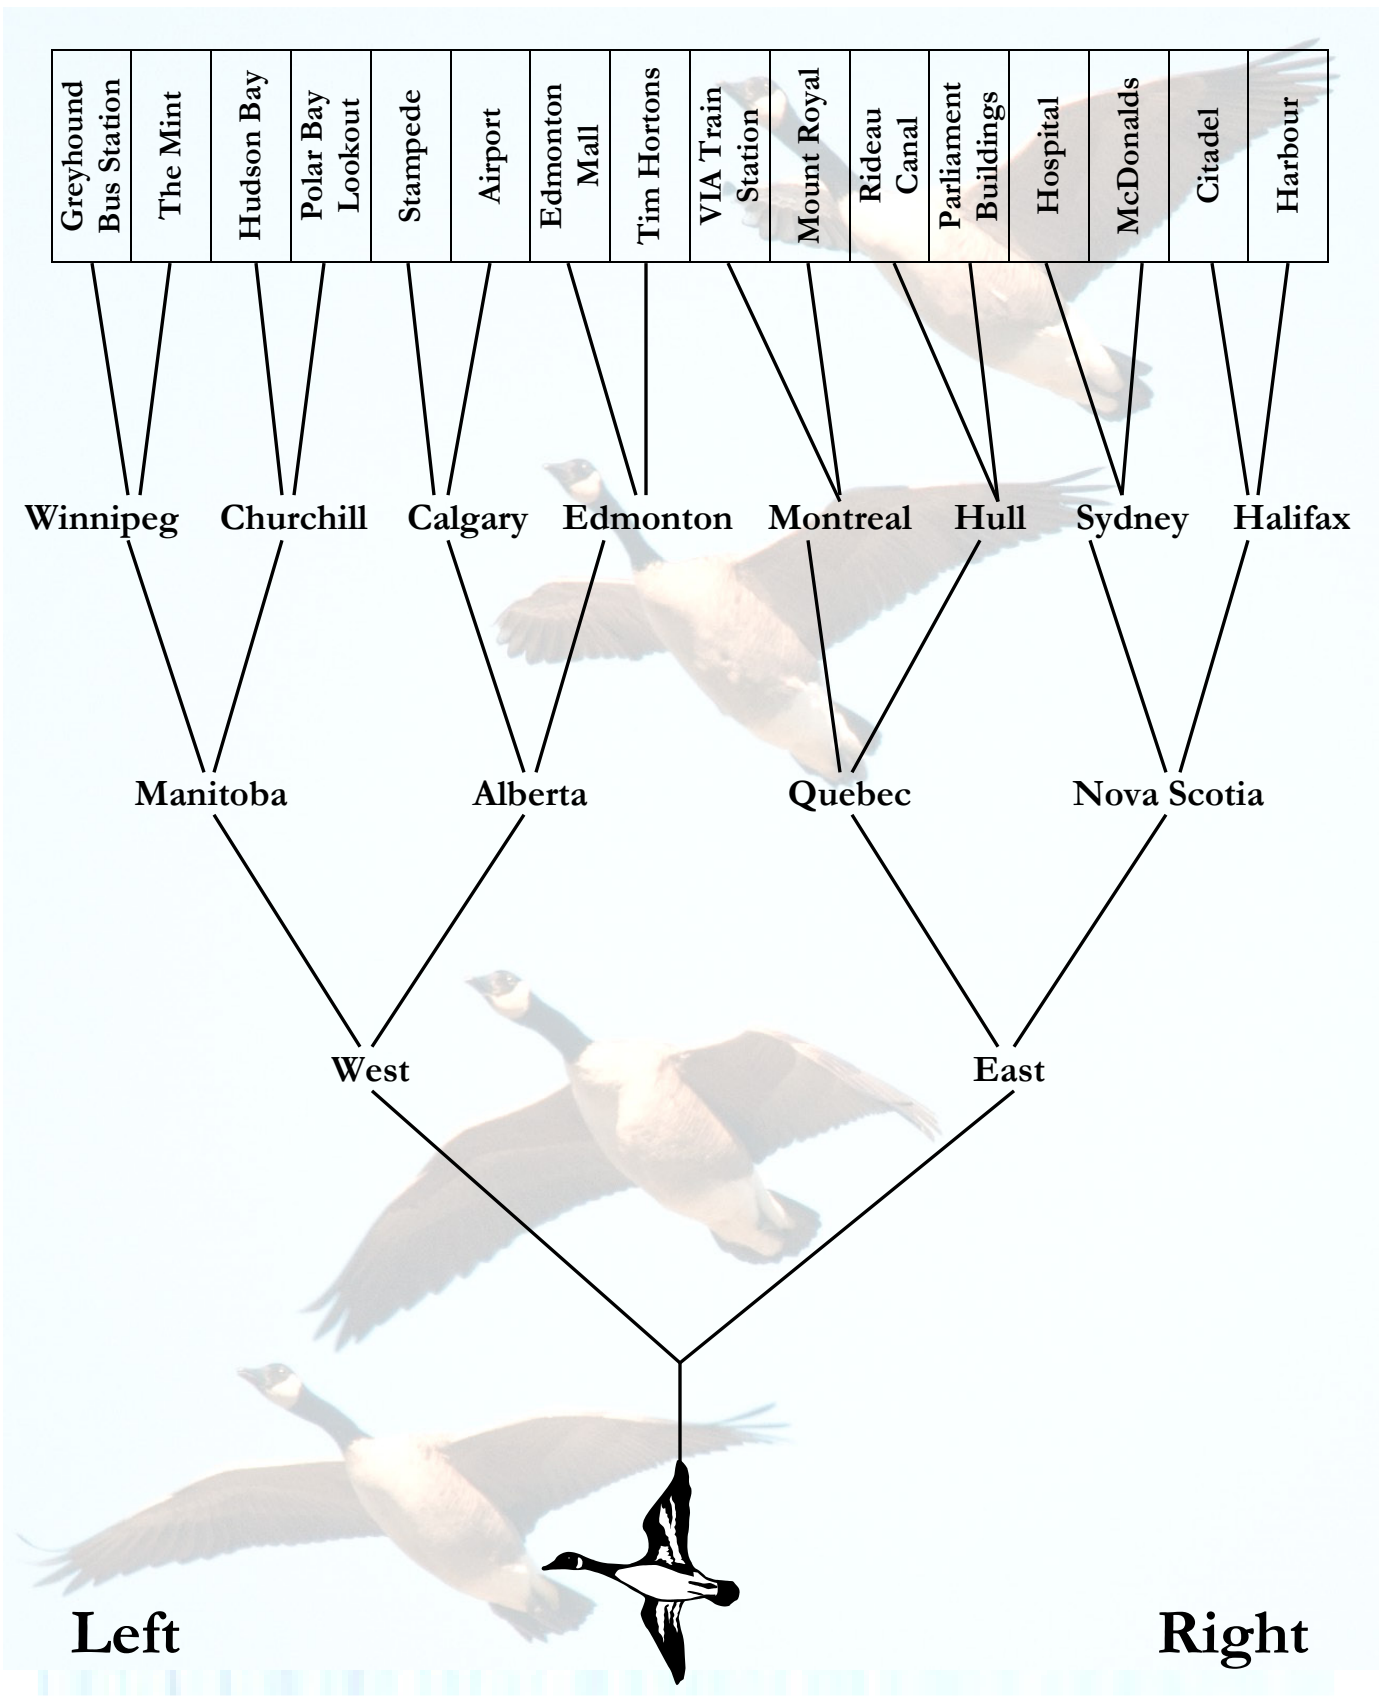 Greyhound
Bus Station
The Mint
Hudson Bay
Polar Bay
Lookout
Stampede
Airport
Edmonton
Mall
Tim Hortons
VIA Train
Station
Mount Royal
Rideau
Canal
Parliament
Buildings
Hospital
McDonalds
Citadel
Harbour
Winnipeg
Churchill
Calgary
Edmonton
Montreal
Hull
Sydney
Halifax
Manitoba
Alberta
Quebec
Nova Scotia
West
East
Left
Right